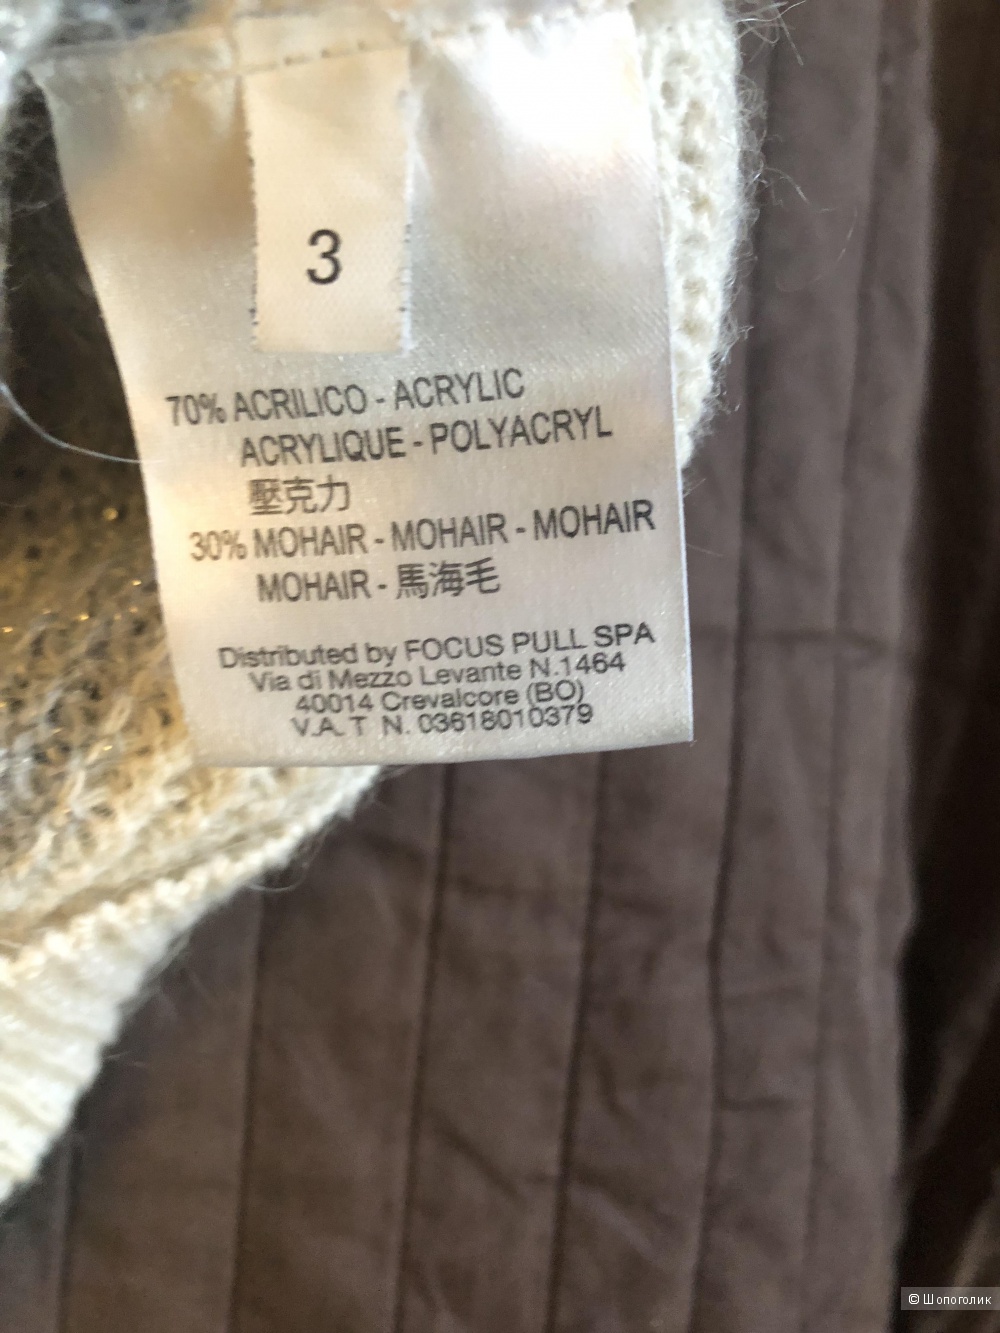 3
70% ACRILICO - ACRYLIC
ACRYLIQUE - POLYACRYL
壓克力
30% MOHAIR - MOHAIR - MOHAIR
MOHAIR - 馬海毛
Distributed by FOCUS PULL SPA
Via di Mezzo Levante N.1464
40014 Crevalcore (BO)
V.A.T N. 03618010379
© Шопоголик